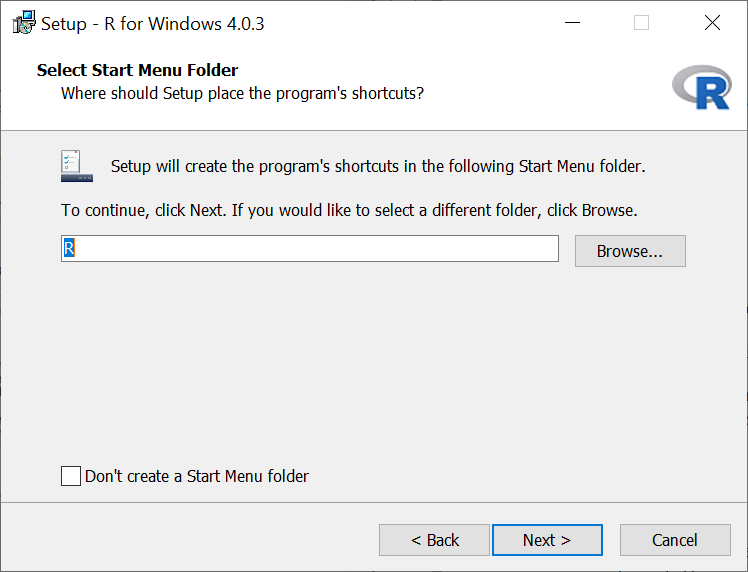 Setup - R for Windows 4.0.3
Select Start Menu Folder
Where should Setup place the program's shortcuts?
R
Setup will create the program's shortcuts in the following Start Menu folder.
To continue, click Next. If you would like to select a different folder, click Browse.
R
Browse...
Don't create a Start Menu folder
< Back
Next >
Cancel